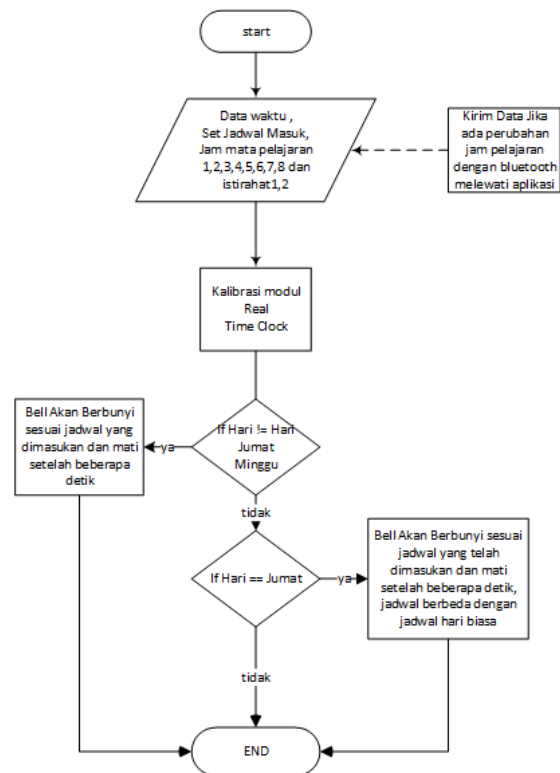 start
Data waktu ,
Set Jadwal Masuk,
Jam mata pelajaran
1,2,3,4,5,6,7,8 dan
istirahat1,2
Kirim Data Jika
ada perubahan
jam pelajaran
dengan bluetooth
melewati aplikasi
Kalibrasi modul
Real
Time Clock
If Hari != Hari
Jumat
Minggu
ya
Bell Akan Berbunyi
sesuai jadwal yang
dimasukan dan mati
setelah beberapa
detik
tidak
If Hari == Jumat
ya
Bell Akan Berbunyi sesuai
jadwal yang telah
dimasukan dan mati
setelah beberapa detik,
jadwal berbeda dengan
jadwal hari biasa
tidak
END